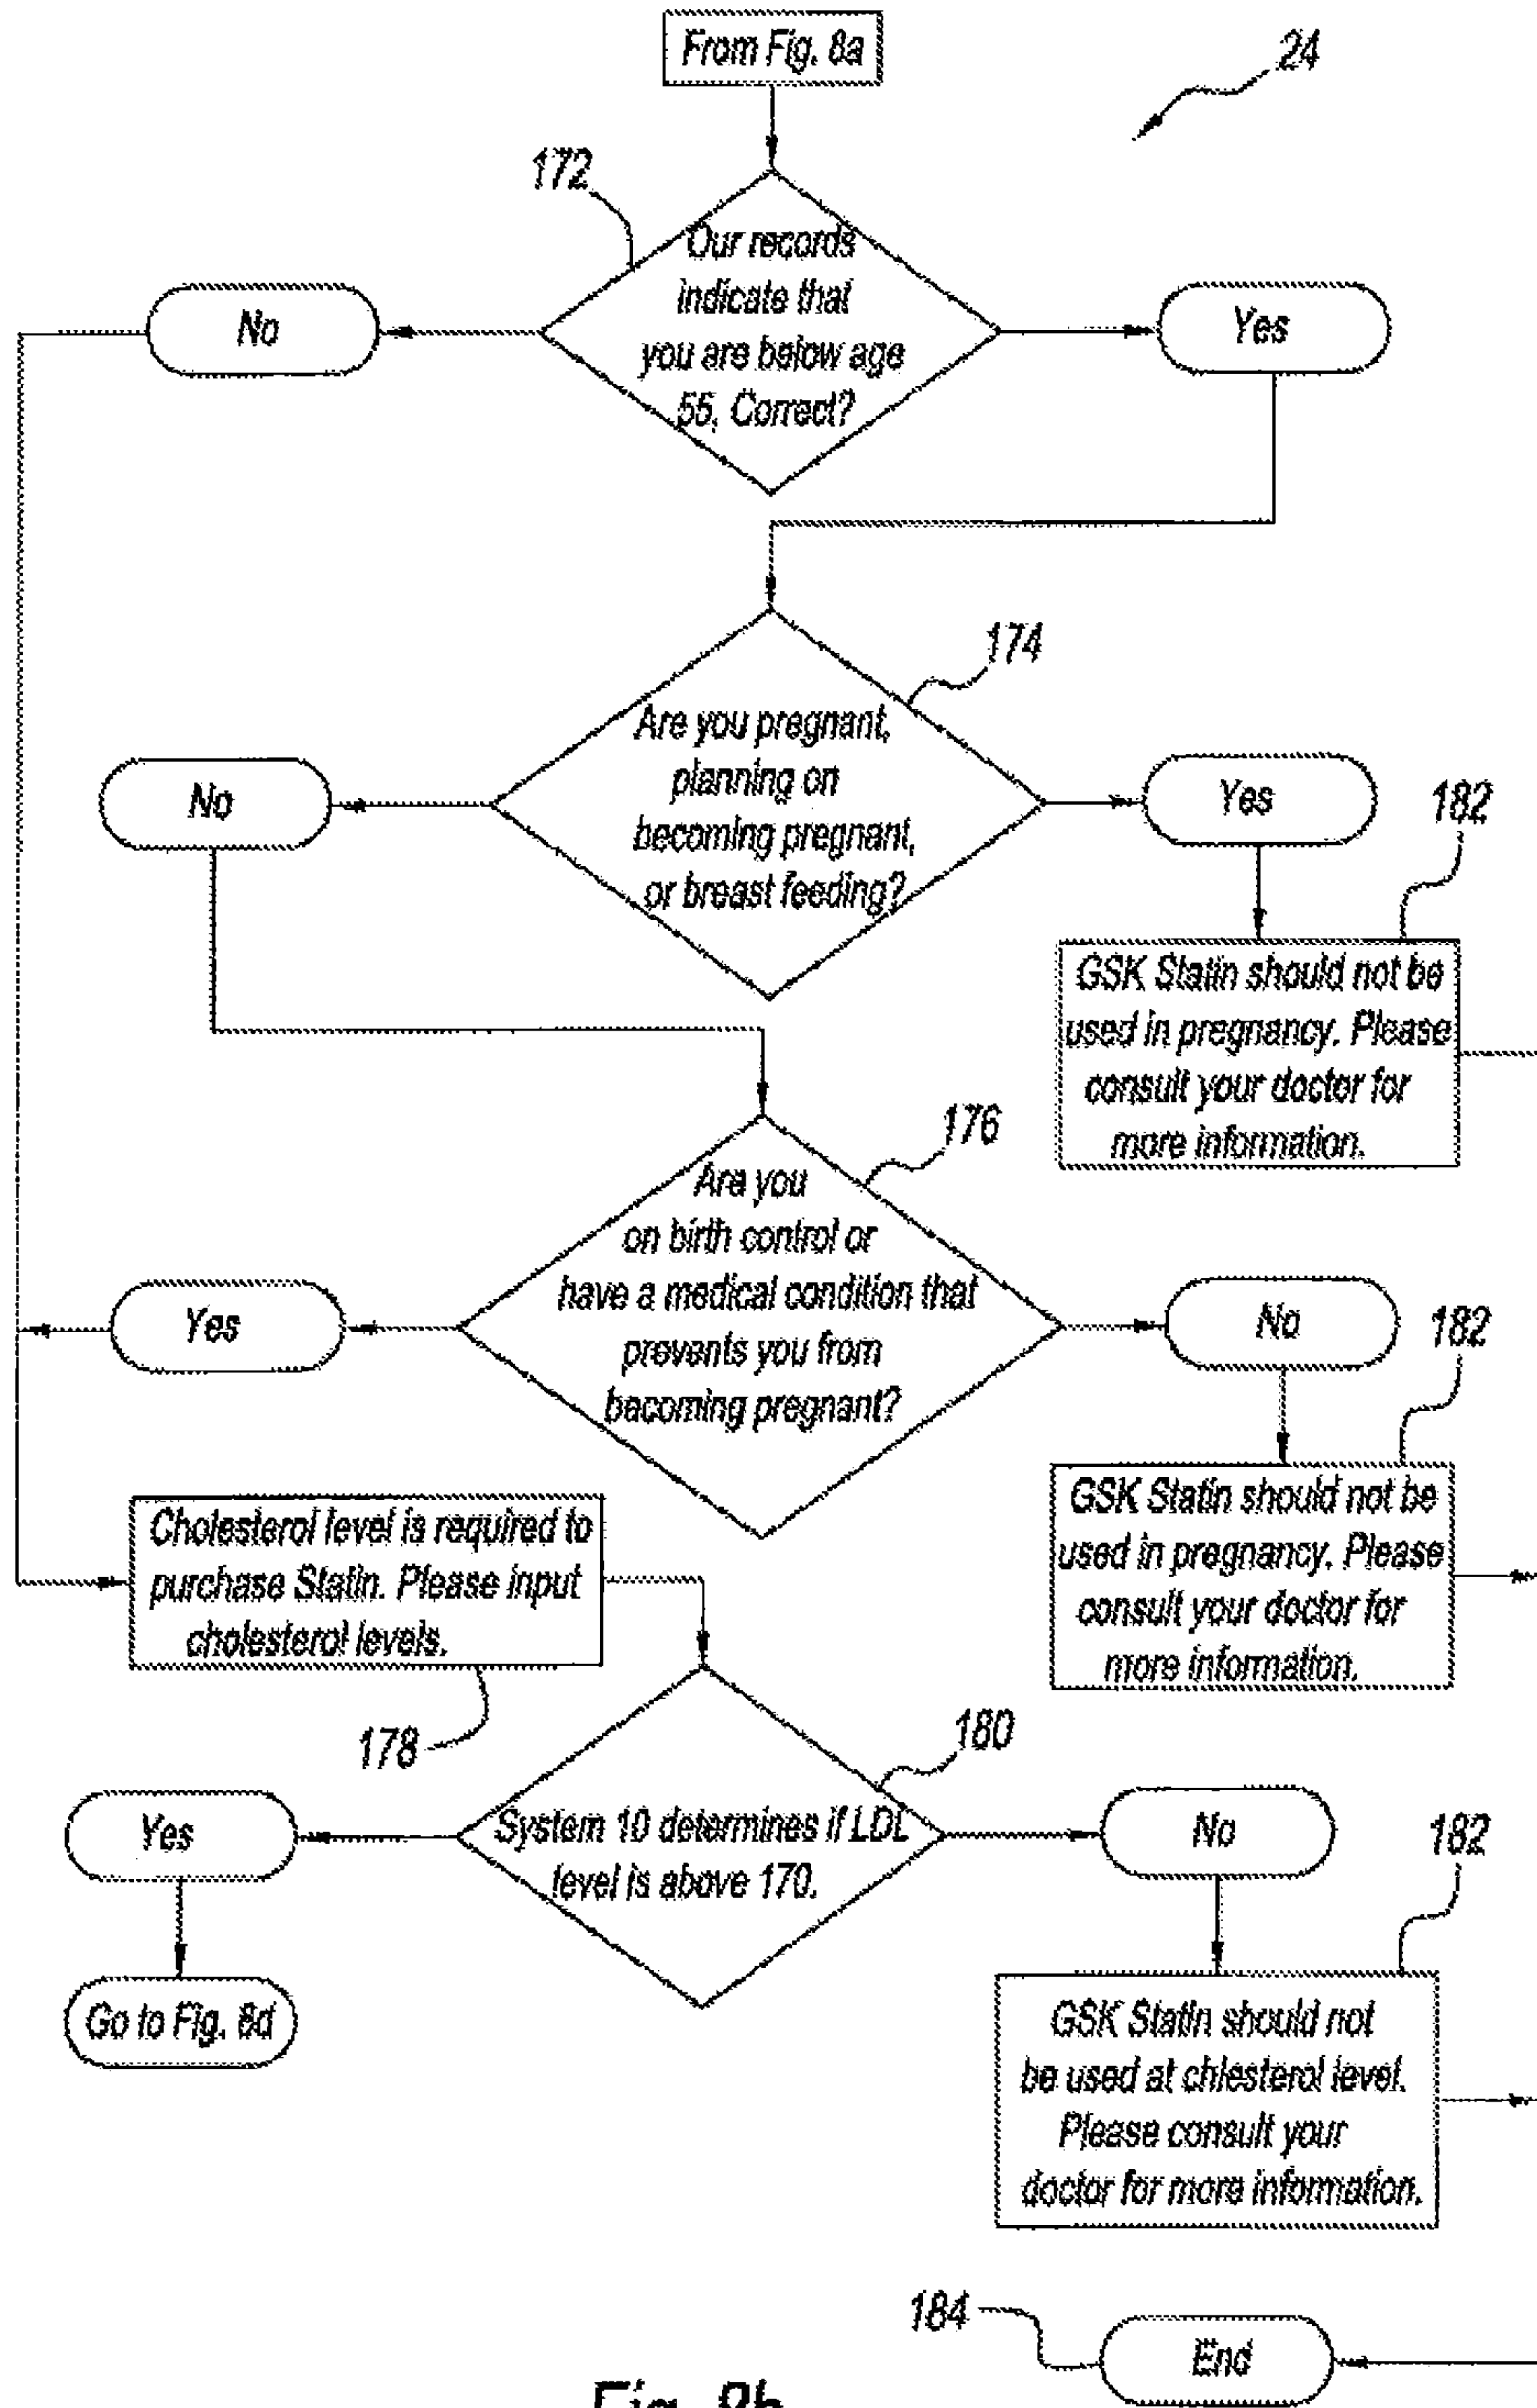 From Fig. 8a
24
172
Our records
indicate that
you are below age
55, Correct?
No
Yes
174
Are you pregnant,
planning on
becoming pregnant,
or breast feeding?
No
Yes
182
GSK Statin should not be
used in pregnancy. Please
consult your doctor for
more information.
176
Are you
on birth control or
have a medical condition that
prevents you from
becoming pregnant?
Yes
No
182
GSK Statin should not be
used in pregnancy. Please
consult your doctor for
more information.
Cholesterol level is required to
purchase Statin. Please input
cholesterol levels.
178
180
System 10 determines if LDL
level is above 170.
Yes
No
182
Go to Fig. 8d
GSK Statin should not
be used at chlesterol level.
Please consult your
doctor for more information.
184
End
Fig. 8b